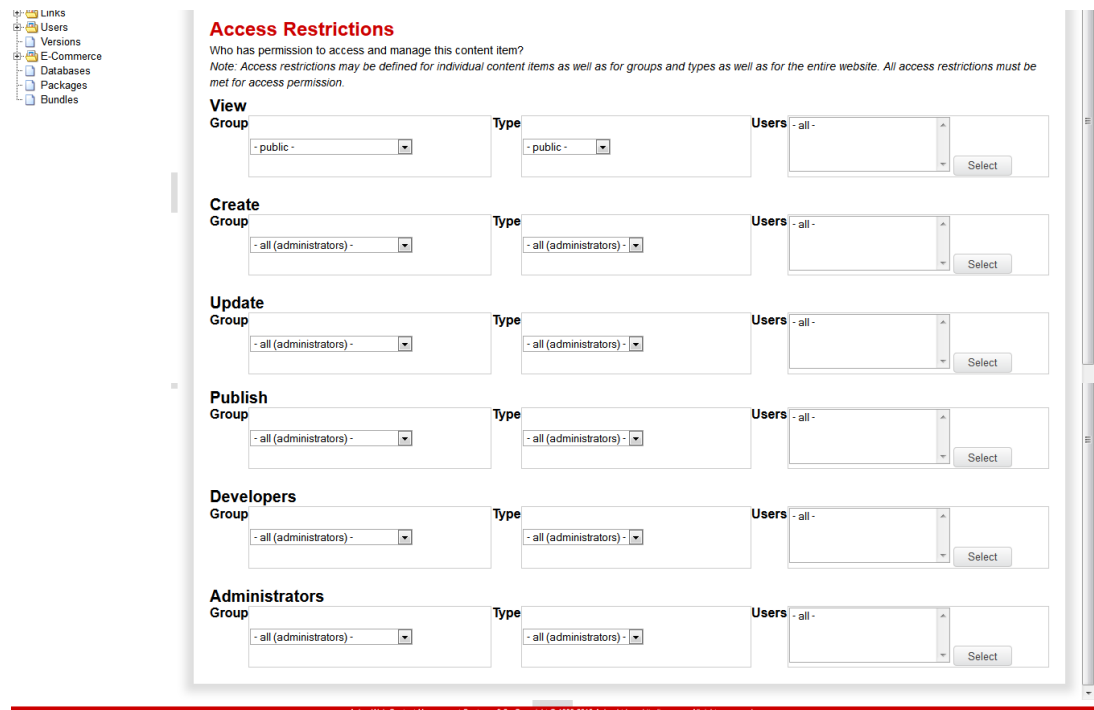 Links
Users
Versions
E-Commerce
Databases
Packages
Bundles
Access Restrictions
Who has permission to access and manage this content item?
Note: Access restrictions may be defined for individual content items as well as for groups and types as well as for the entire website. All access restrictions must be
met for access permission.
View
Group - public - Type - public - Users - all - Select
Create
Group - all (administrators) - Type - all (administrators) - Users - all - Select
Update
Group - all (administrators) - Type - all (administrators) - Users - all - Select
Publish
Group - all (administrators) - Type - all (administrators) - Users - all - Select
Developers
Group - all (administrators) - Type - all (administrators) - Users - all - Select
Administrators
Group - all (administrators) - Type - all (administrators) - Users - all - Select